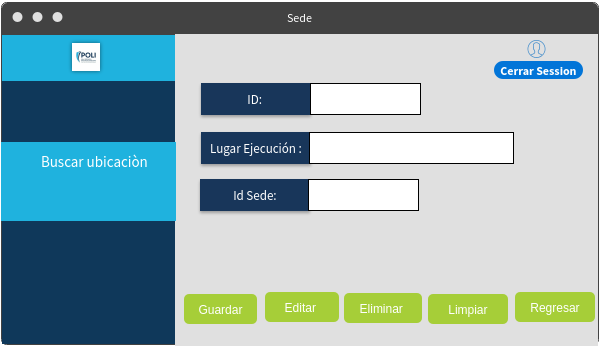 Sede
POLI
Cerrar Session
ID:
Lugar Ejecución :
Buscar ubicaciòn
Id Sede:
Guardar
Editar
Eliminar
Limpiar
Regresar